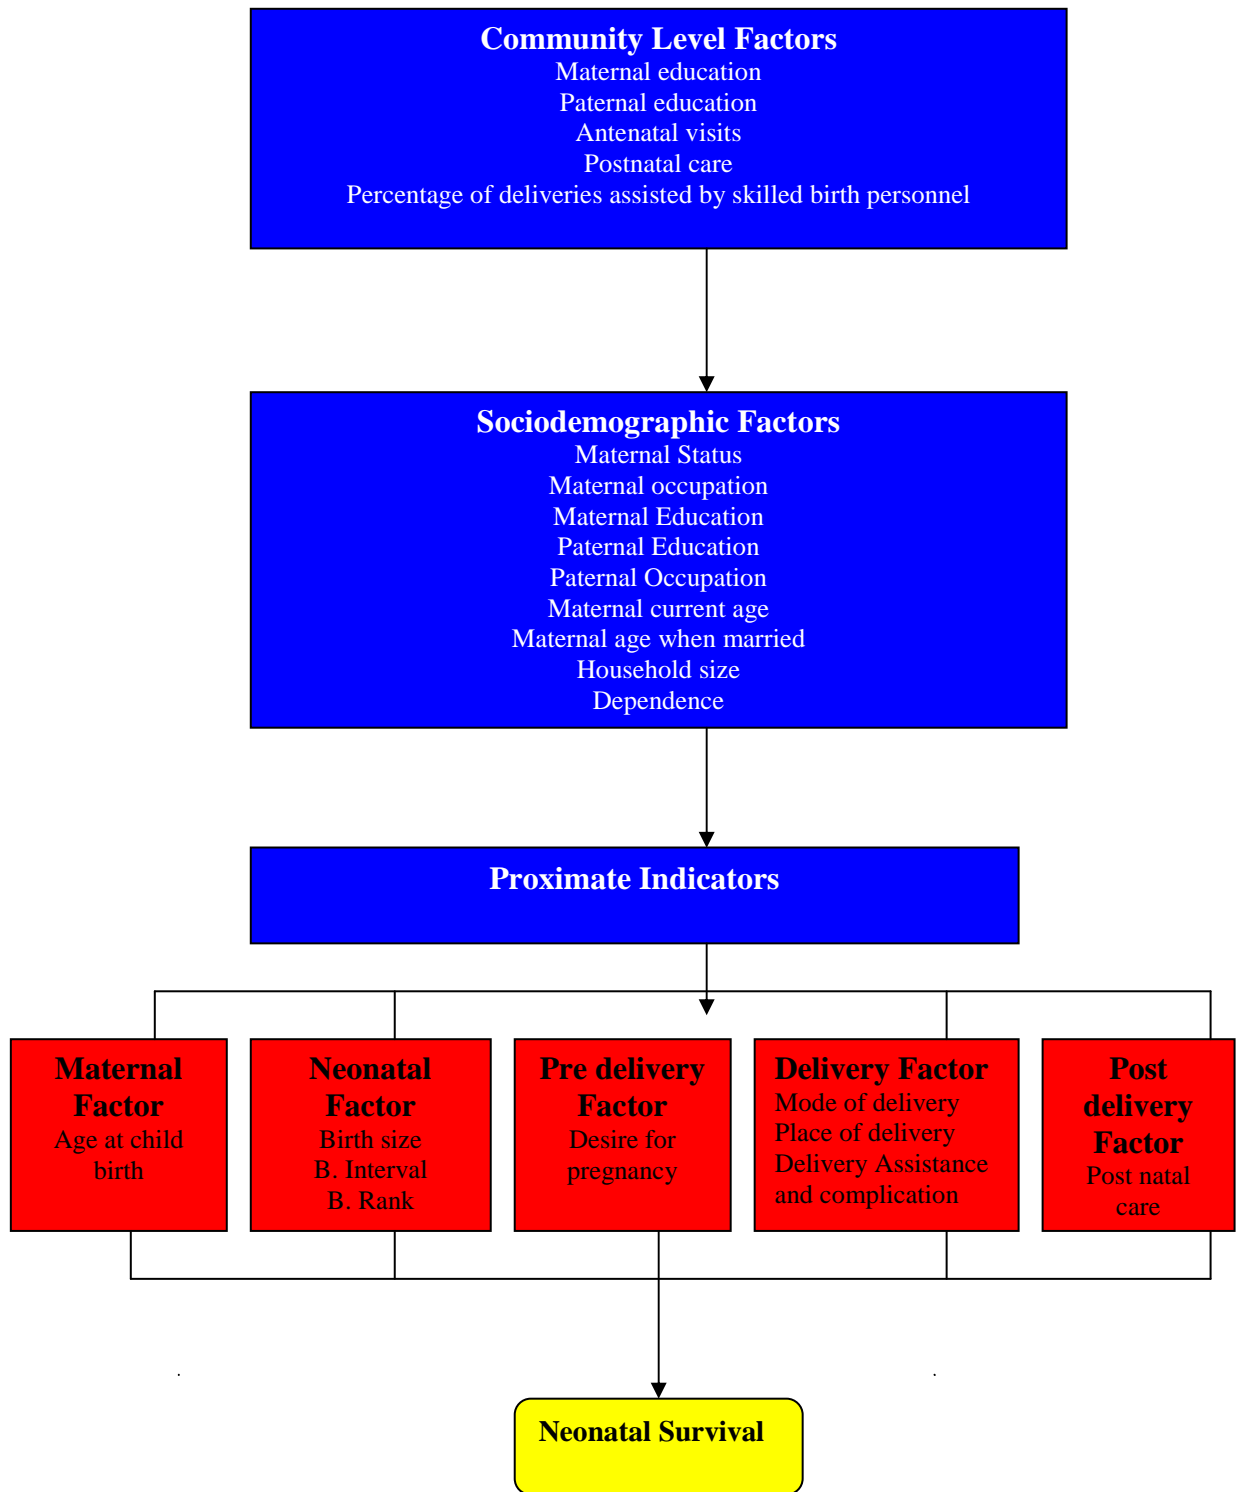 Community Level Factors
Maternal education
Paternal education
Antenatal visits
Postnatal care
Percentage of deliveries assisted by skilled birth personnel
Sociodemographic Factors
Maternal Status
Maternal occupation
Maternal Education
Paternal Education
Paternal Occupation
Maternal current age
Maternal age when married
Household size
Dependence
Proximate Indicators
Maternal
Factor
Age at child
birth
Neonatal
Factor
Birth size
B. Interval
B. Rank
Pre delivery
Factor
Desire for
pregnancy
Delivery Factor
Mode of delivery
Place of delivery
Delivery Assistance
and complication
Post
delivery
Factor
Post natal
care
Neonatal Survival